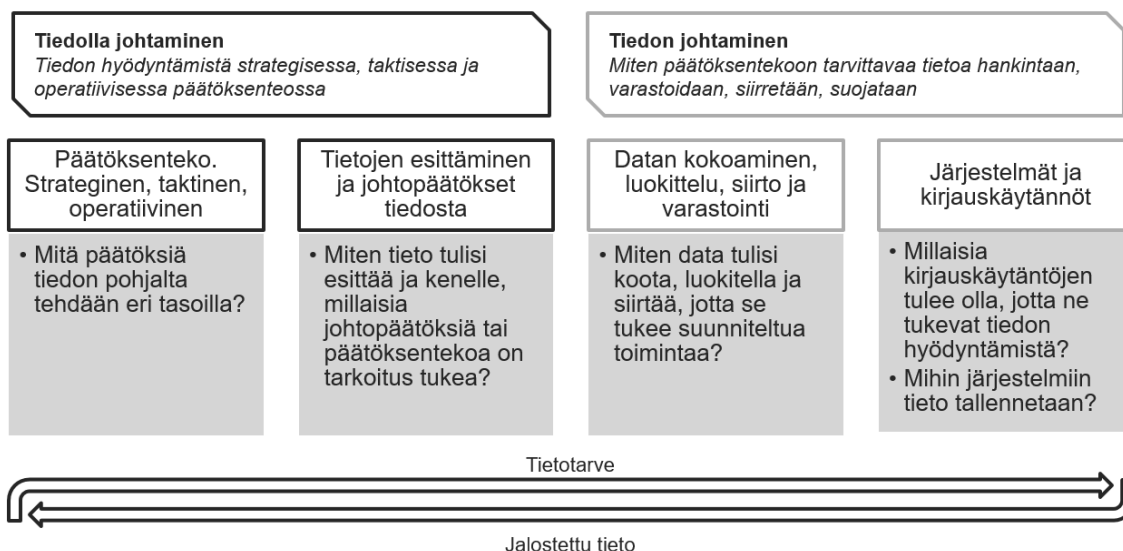 Tiedolla johtaminen
Tiedon hyödyntämistä strategisessa, taktisessa ja
operatiivisessa päätöksenteossa
Tiedon johtaminen
Miten päätöksentekoon tarvittavaa tietoa hankintaan,
varastoidaan, siirretään, suojataan
Päätöksenteko.
Strateginen, taktinen,
operatiivinen
• Mitä päätöksiä
tiedon pohjalta
tehdään eri tasoilla?
Tietojen esittäminen
ja johtopäätökset
tiedosta
• Miten tieto tulisi
esittää ja kenelle,
millaisia
johtopäätöksiä tai
päätöksentekoa on
tarkoitus tukea?
Datan kokoaminen,
luokittelu, siirto ja
varastointi
• Miten data tulisi
koota, luokitella ja
siirtää, jotta se
tukee suunniteltua
toimintaa?
Järjestelmät ja
kirjauskäytännöt
• Millaisia
kirjauskäytäntöjen
tulee olla, jotta ne
tukevat tiedon
hyödyntämistä?
• Mihin järjestelmiin
tieto tallennetaan?
Tietotarve
Jalostettu tieto